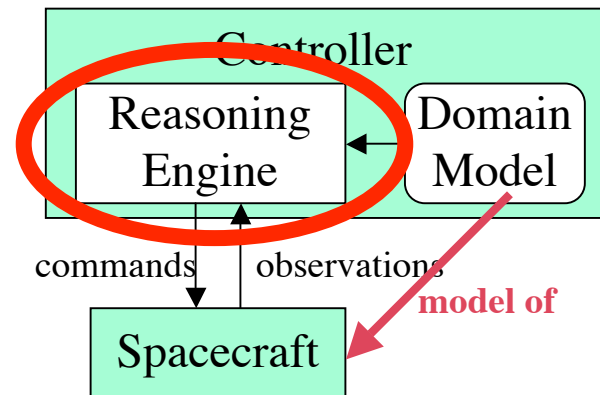 Controller
Reasoning
Engine
Domain
Model
commands
observations
model of
Spacecraft